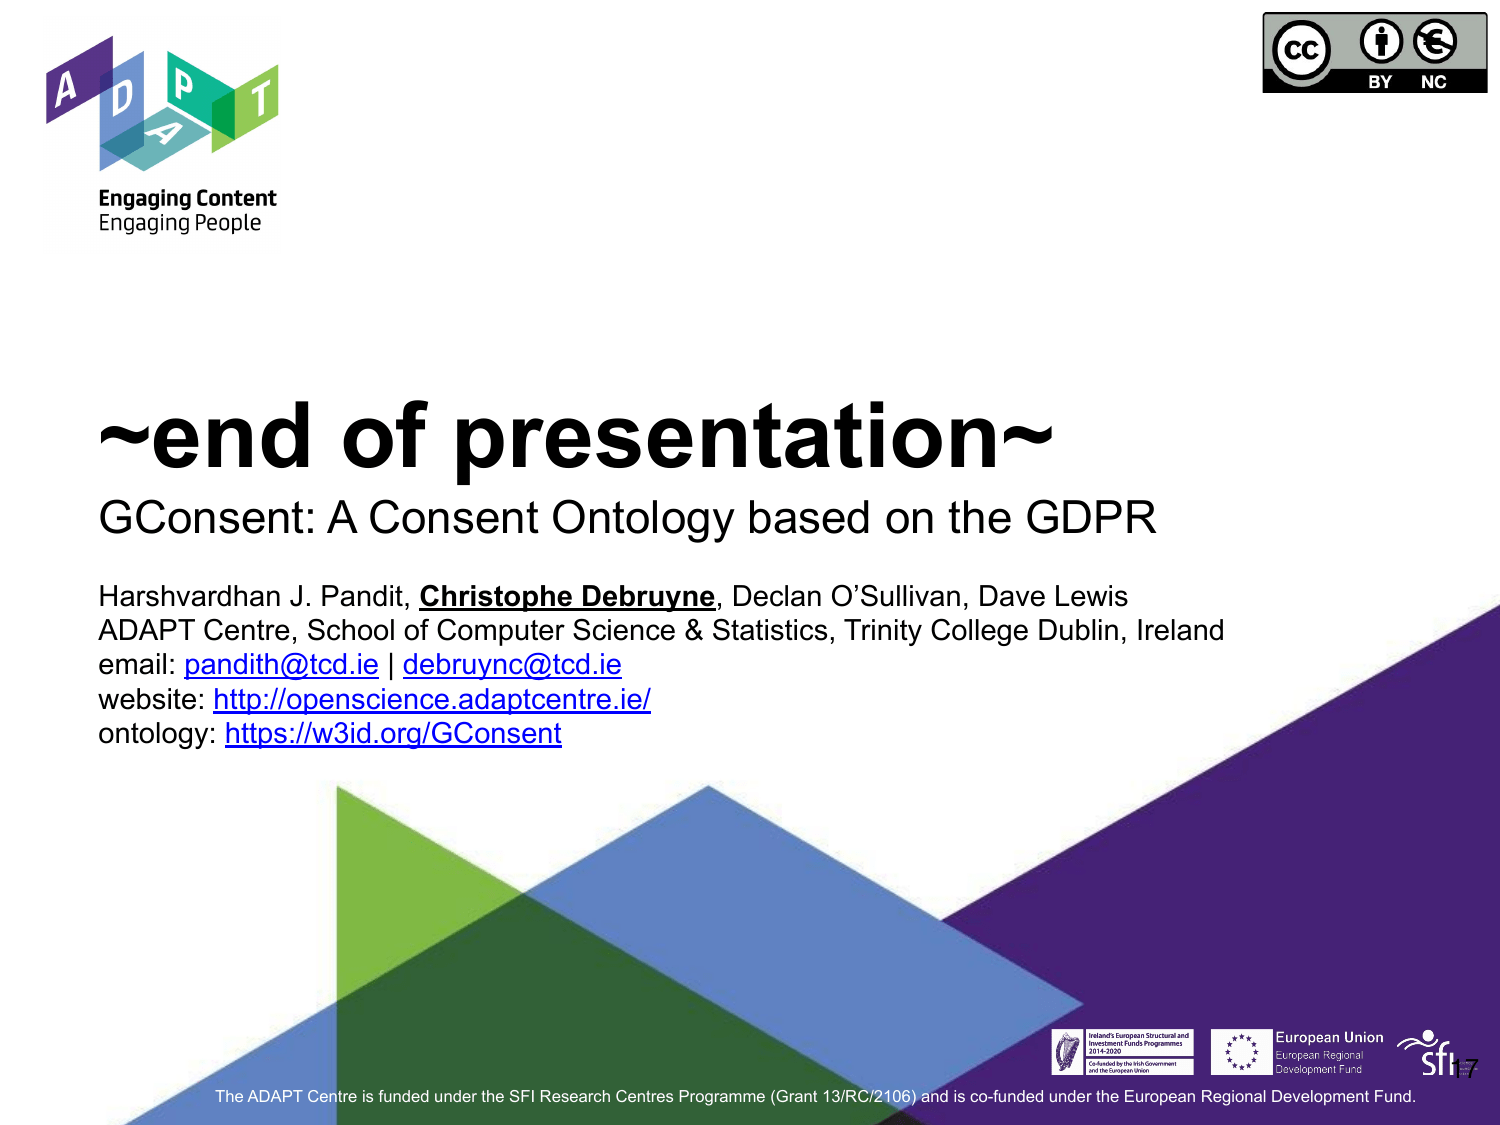 ADAPT
Engaging Content
Engaging People
cc
BY NC
~end of presentation~
GConsent: A Consent Ontology based on the GDPR
Harshvardhan J. Pandit, Christophe Debruyne, Declan O’Sullivan, Dave Lewis
ADAPT Centre, School of Computer Science & Statistics, Trinity College Dublin, Ireland
email: pandith@tcd.ie | debruync@tcd.ie
website: http://openscience.adaptcentre.ie/
ontology: https://w3id.org/GConsent
Ireland's European Structural and
Investment Funds Programmes
2014-2020
Co-funded by the Irish Government
and the European Union
European Union
European Regional
Development Fund
sfi
17
The ADAPT Centre is funded under the SFI Research Centres Programme (Grant 13/RC/2106) and is co-funded under the European Regional Development Fund.